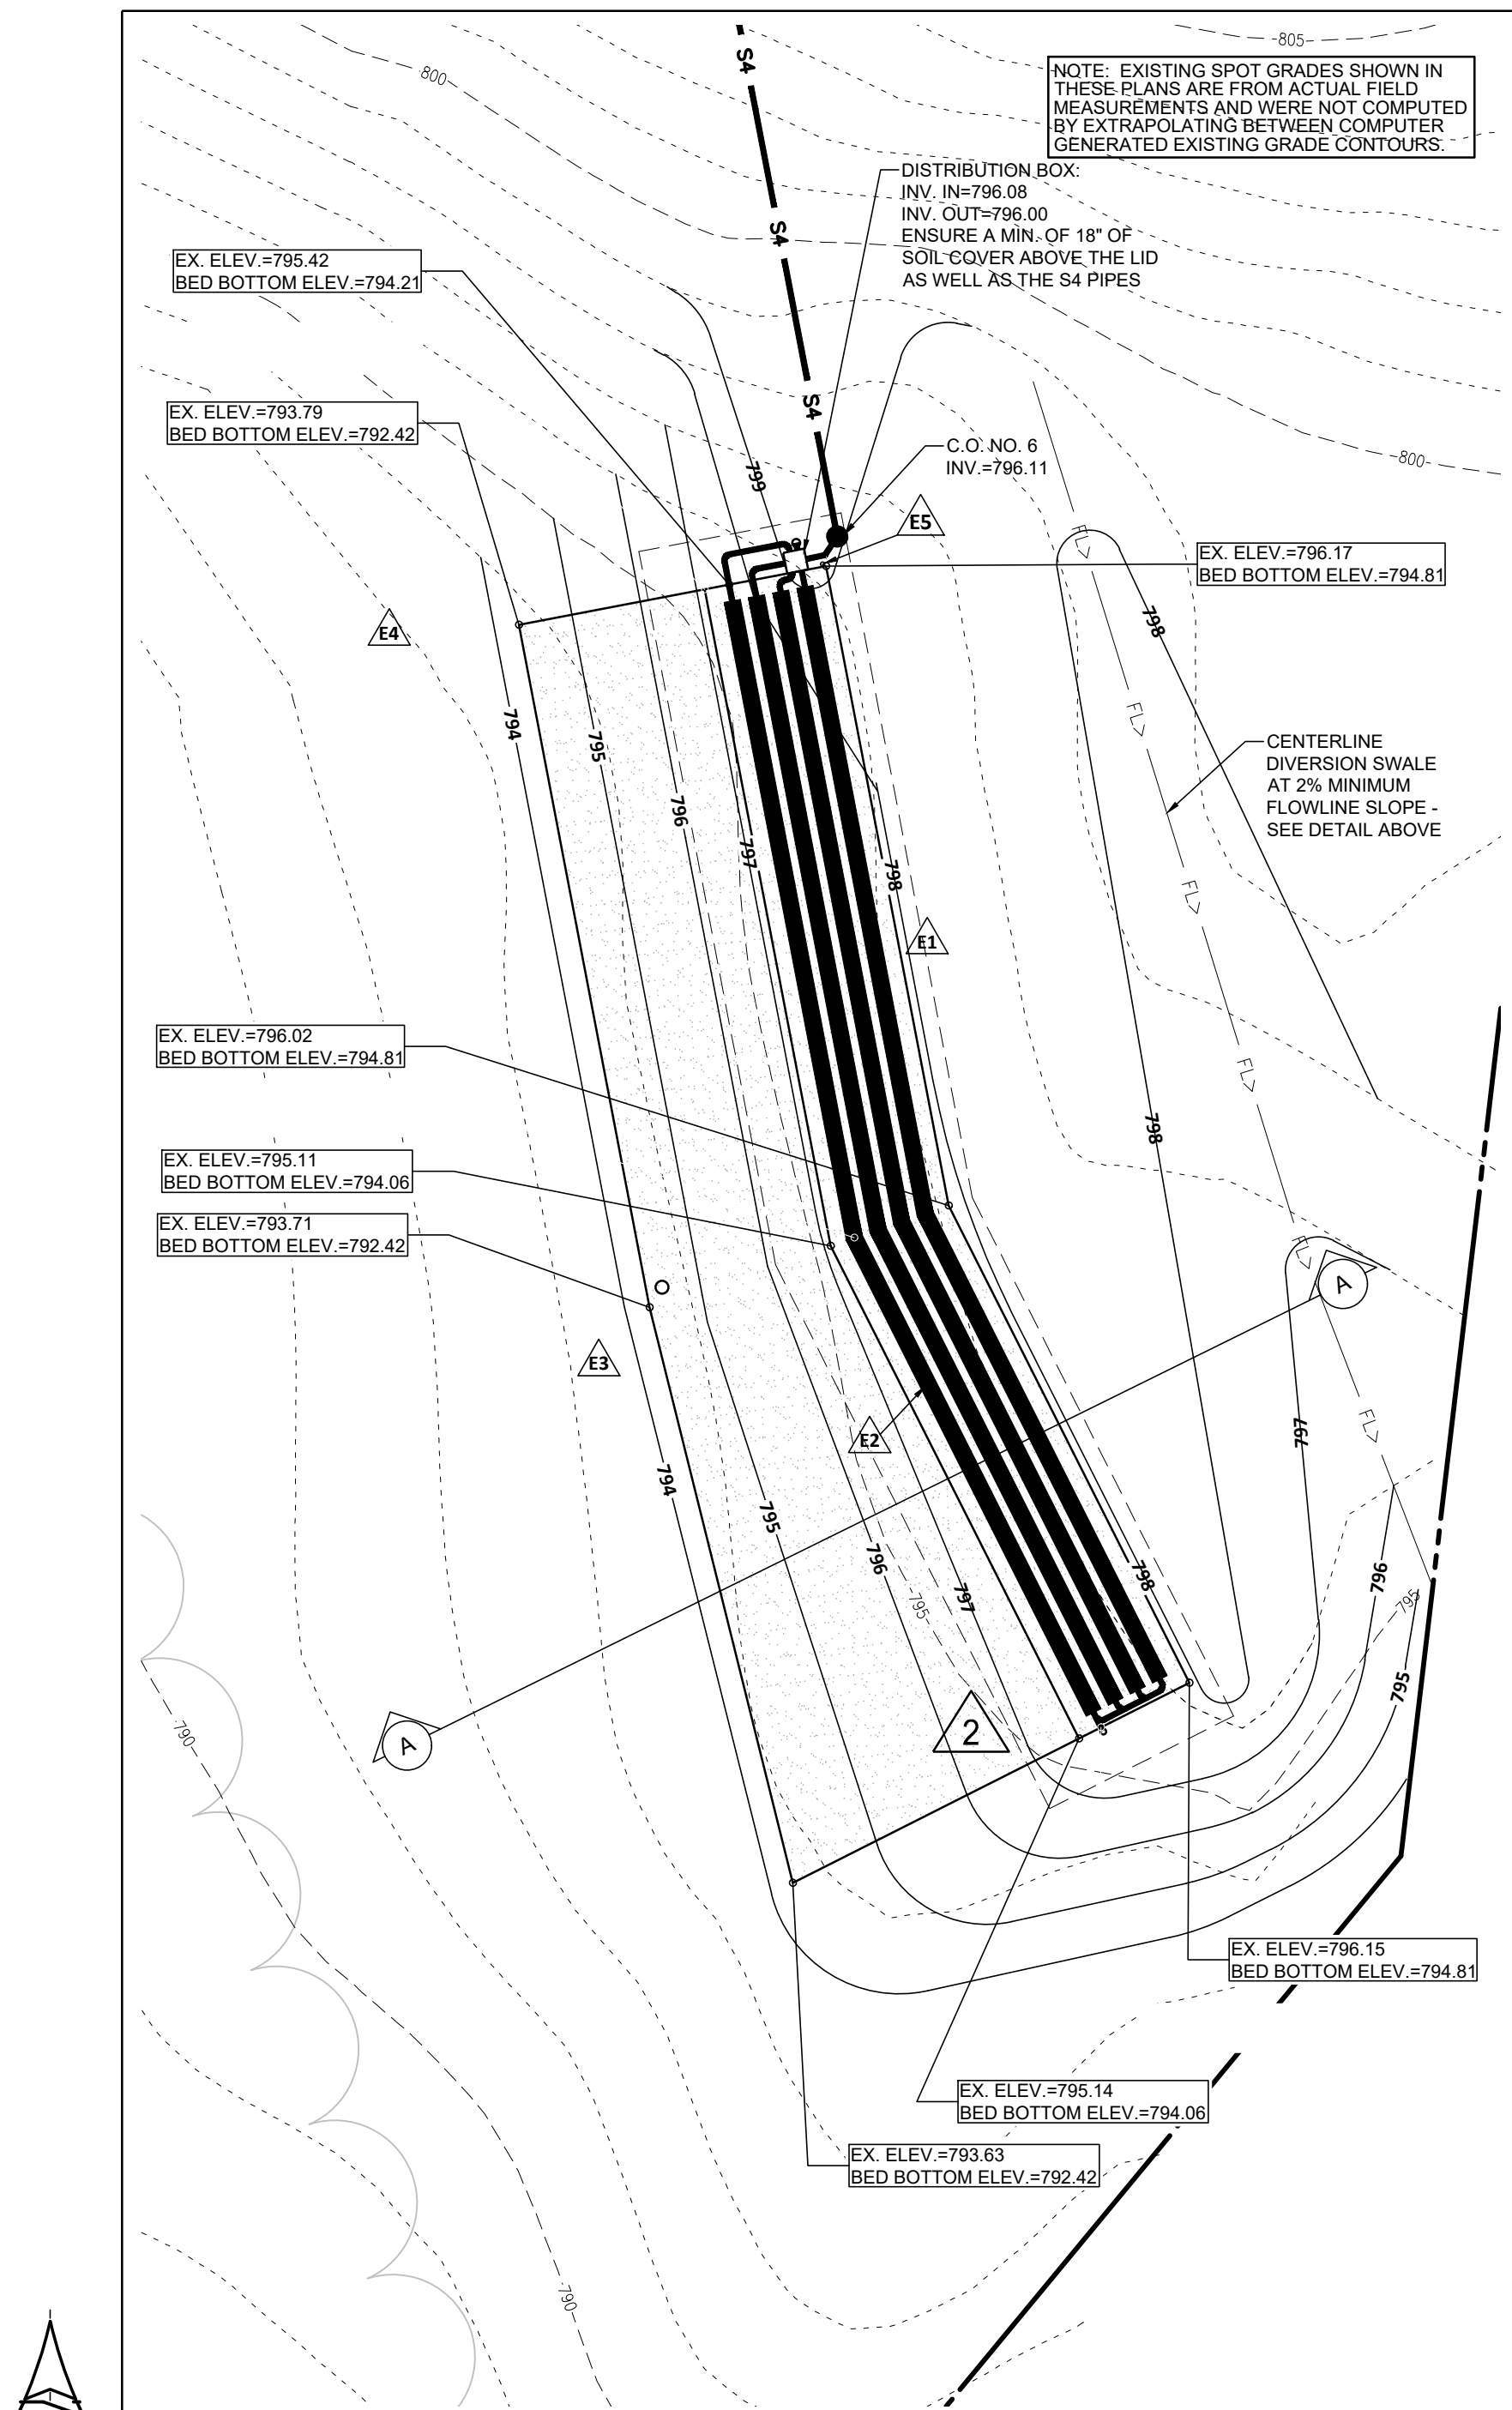 805
800
S4
NOTE: EXISTING SPOT GRADES SHOWN IN
THESE PLANS ARE FROM ACTUAL FIELD
MEASUREMENTS AND WERE NOT COMPUTED
BY EXTRAPOLATING BETWEEN COMPUTER
GENERATED EXISTING GRADE CONTOURS.
DISTRIBUTION BOX:
INV. IN=796.08
INV. OUT=796.00
ENSURE A MIN. OF 18" OF
SOIL COVER ABOVE THE LID
AS WELL AS THE S4 PIPES
S4
EX. ELEV.=795.42
BED BOTTOM ELEV.=794.21
S4
EX. ELEV.=793.79
BED BOTTOM ELEV.=792.42
C.O. NO. 6
INV.=796.11
800
799
E5
FL
EX. ELEV.=796.17
BED BOTTOM ELEV.=794.81
E4
798
794
795
FL
CENTERLINE
DIVERSION SWALE
AT 2% MINIMUM
FLOWLINE SLOPE -
SEE DETAIL ABOVE
796
797
798
FL
E1
EX. ELEV.=796.02
BED BOTTOM ELEV.=794.81
FL
798
EX. ELEV.=795.11
BED BOTTOM ELEV.=794.06
EX. ELEV.=793.71
BED BOTTOM ELEV.=792.42
FL
A
E3
E2
797
FL
794
795
796
797
795
798
796
795
795
790
A
2
EX. ELEV.=796.15
BED BOTTOM ELEV.=794.81
EX. ELEV.=795.14
BED BOTTOM ELEV.=794.06
EX. ELEV.=793.63
BED BOTTOM ELEV.=792.42
790